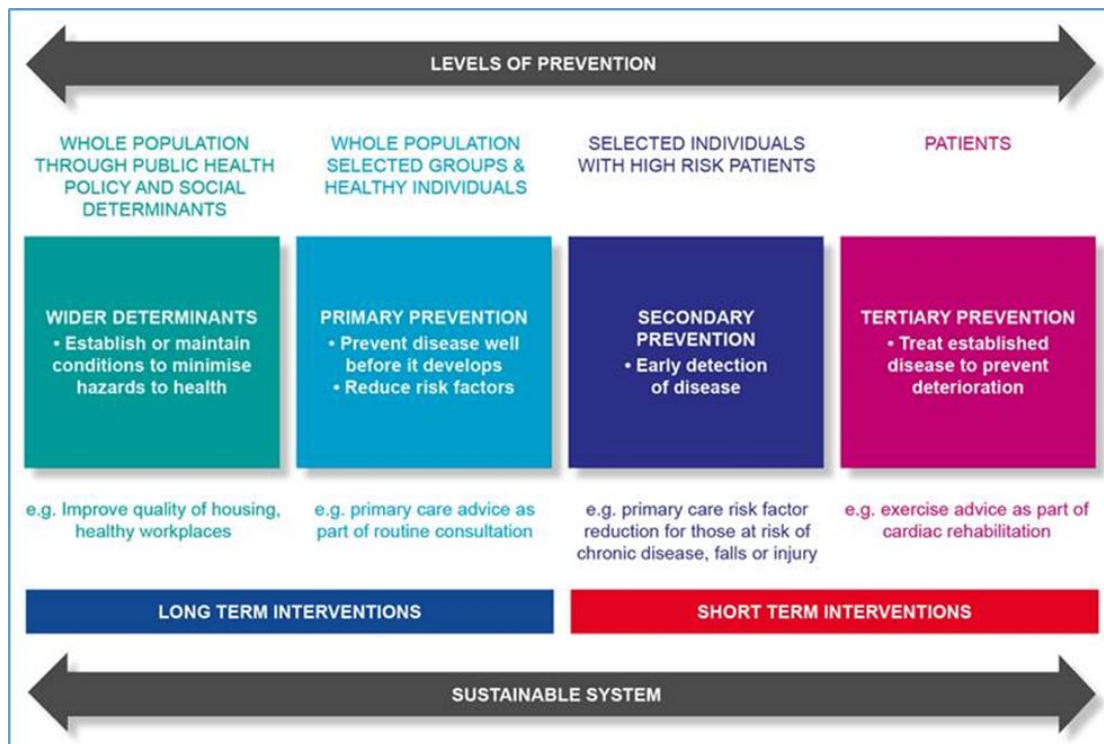 LEVELS OF PREVENTION
WHOLE POPULATION
THROUGH PUBLIC HEALTH
POLICY AND SOCIAL
DETERMINANTS
WHOLE POPULATION
SELECTED GROUPS &
HEALTHY INDIVIDUALS
SELECTED INDIVIDUALS
WITH HIGH RISK PATIENTS
PATIENTS
WIDER DETERMINANTS
• Establish or maintain
conditions to minimise
hazards to health
PRIMARY PREVENTION
• Prevent disease well
before it develops
• Reduce risk factors
SECONDARY
PREVENTION
• Early detection
of disease
TERTIARY PREVENTION
• Treat established
disease to prevent
deterioration
e.g. Improve quality of housing,
healthy workplaces
e.g. primary care advice as
part of routine consultation
e.g. primary care risk factor
reduction for those at risk of
chronic disease, falls or injury
e.g. exercise advice as part of
cardiac rehabilitation
LONG TERM INTERVENTIONS
SHORT TERM INTERVENTIONS
SUSTAINABLE SYSTEM